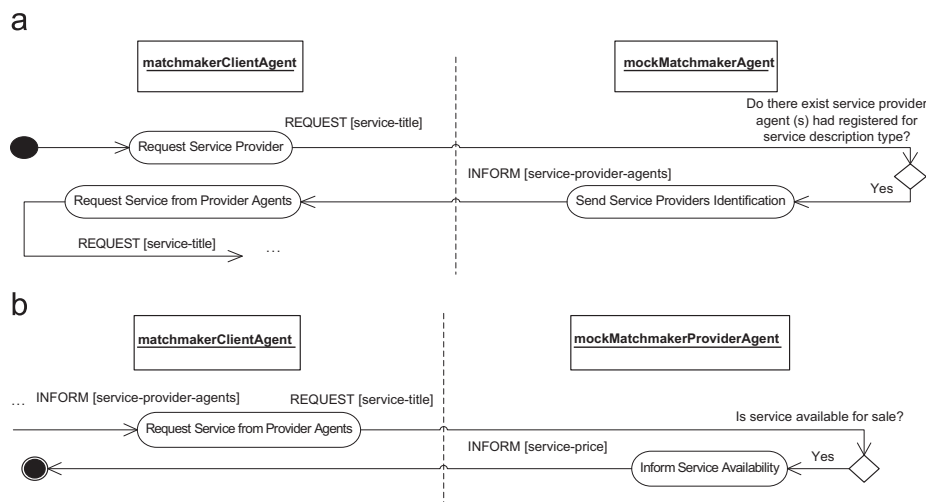 a
matchmakerClientAgent
mockMatchmakerAgent
Do there exist service provider
agent (s) had registered for
service description type?
REQUEST [service-title]
Request Service Provider
INFORM [service-provider-agents]
Yes
Request Service from Provider Agents
Send Service Providers Identification
REQUEST [service-title]
...
b
matchmakerClientAgent
mockMatchmakerProviderAgent
... INFORM [service-provider-agents]
REQUEST [service-title]
Is service available for sale?
Request Service from Provider Agents
INFORM [service-price]
Yes
Inform Service Availability